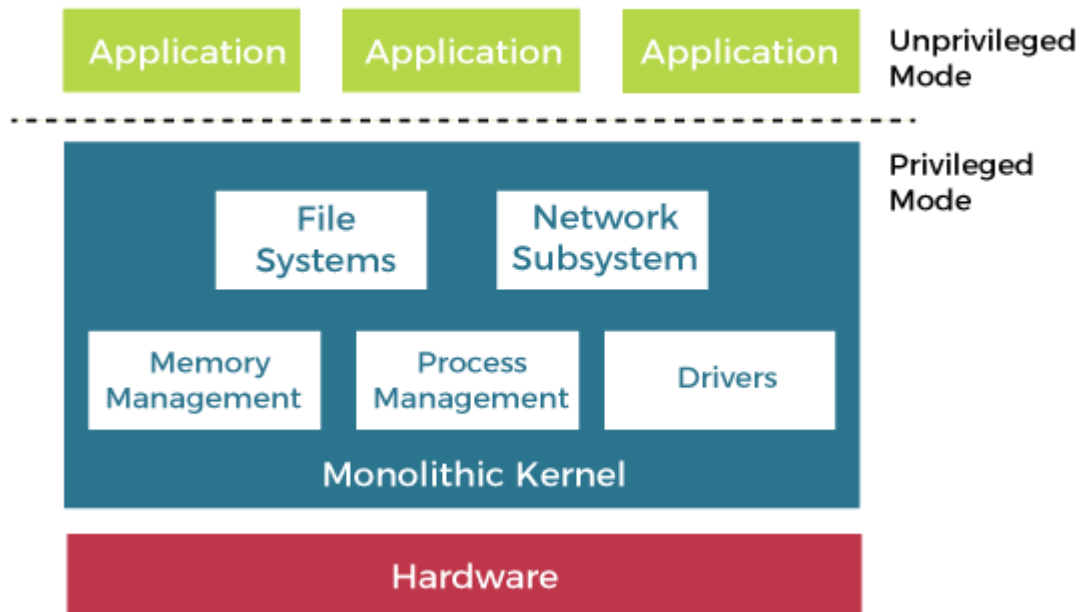 Application
Application
Application
Unprivileged
Mode
Privileged
Mode
File
Systems
Network
Subsystem
Memory
Management
Process
Management
Drivers
Monolithic Kernel
Hardware